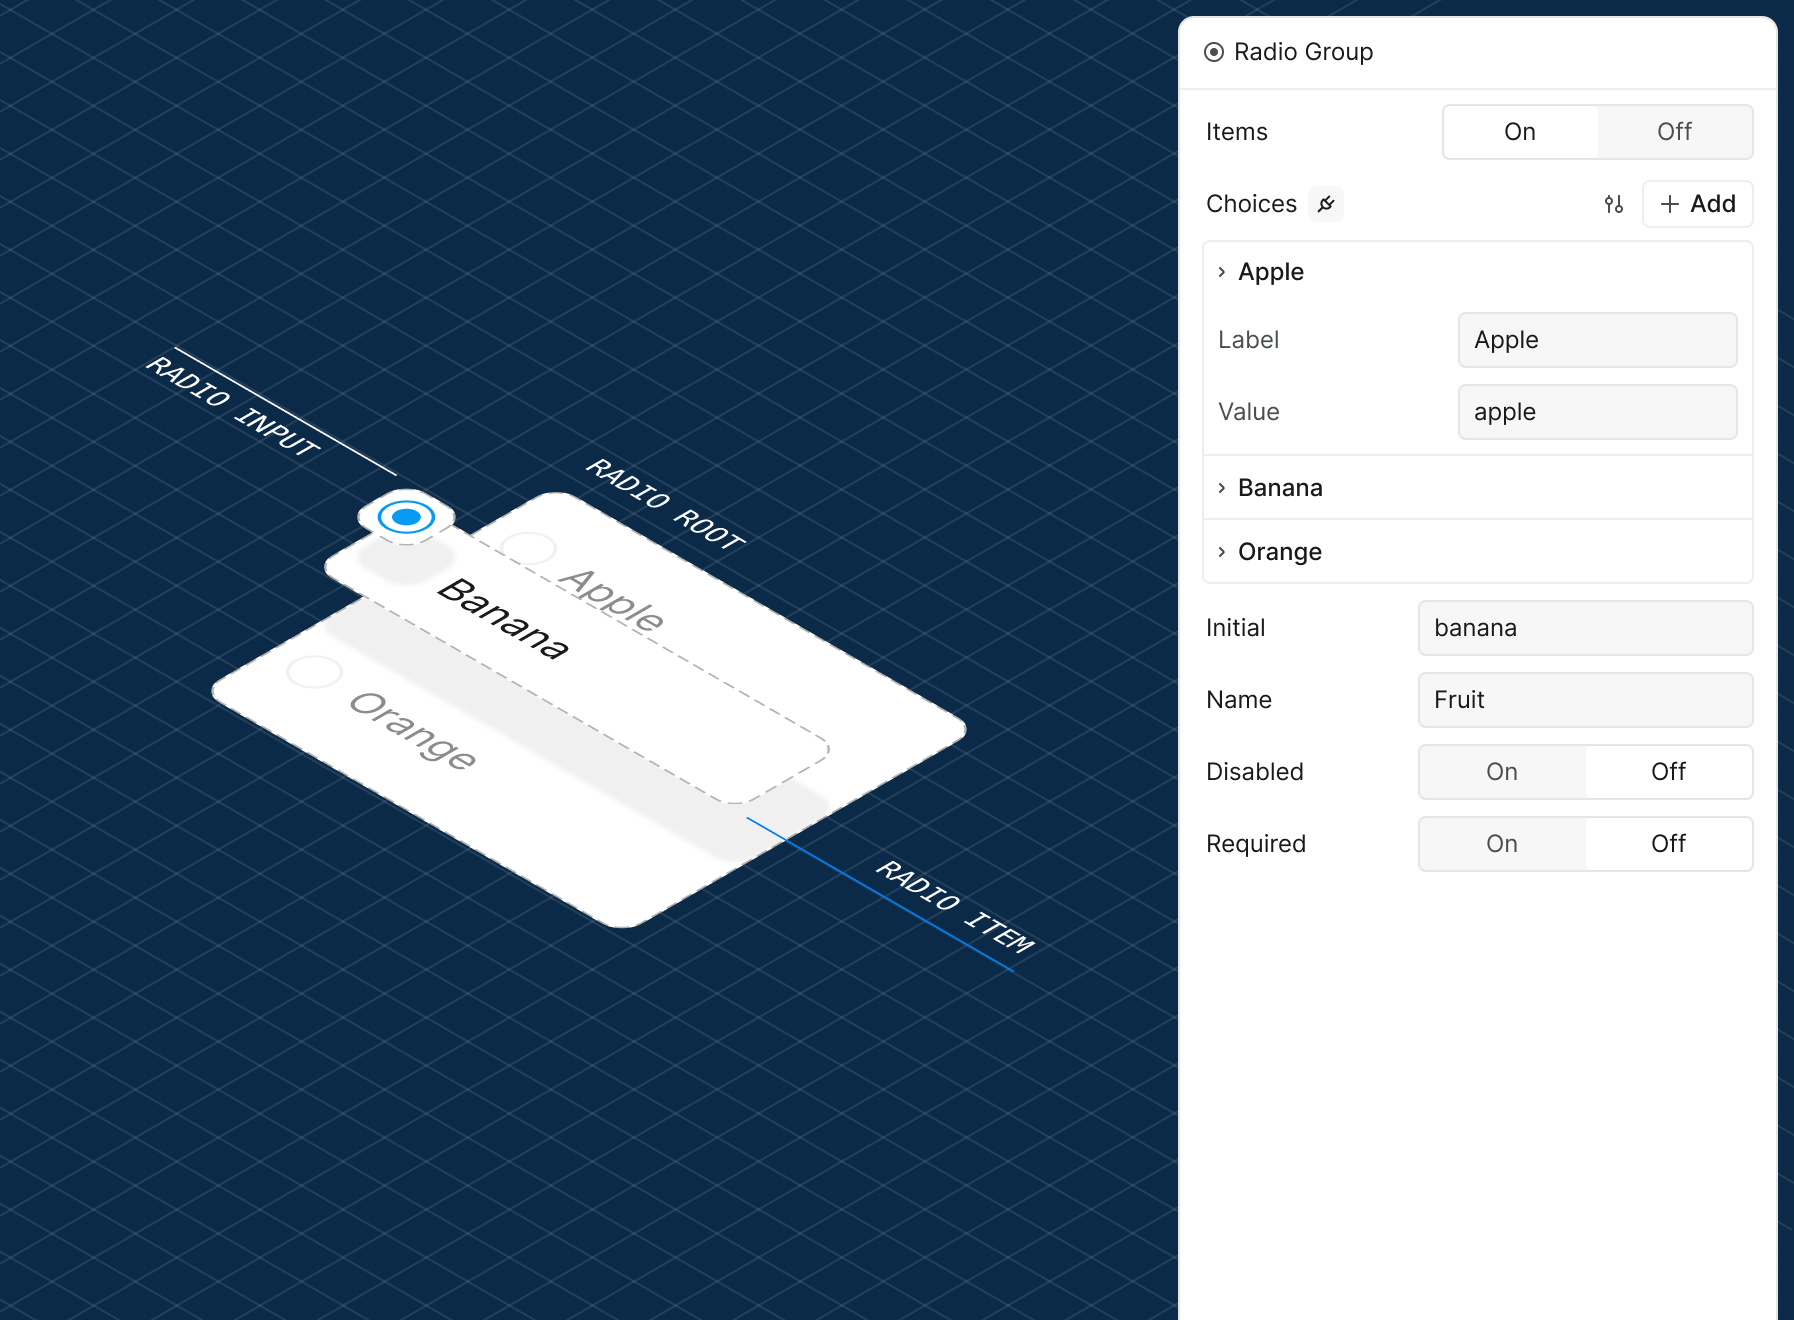 RADIO INPUT
RADIO ROOT
Apple
Banana
Orange
RADIO ITEM
Radio Group
Items On Off
Choices Add
Apple
Label Apple
Value apple
Banana
Orange
Initial banana
Name Fruit
Disabled On Off
Required On Off